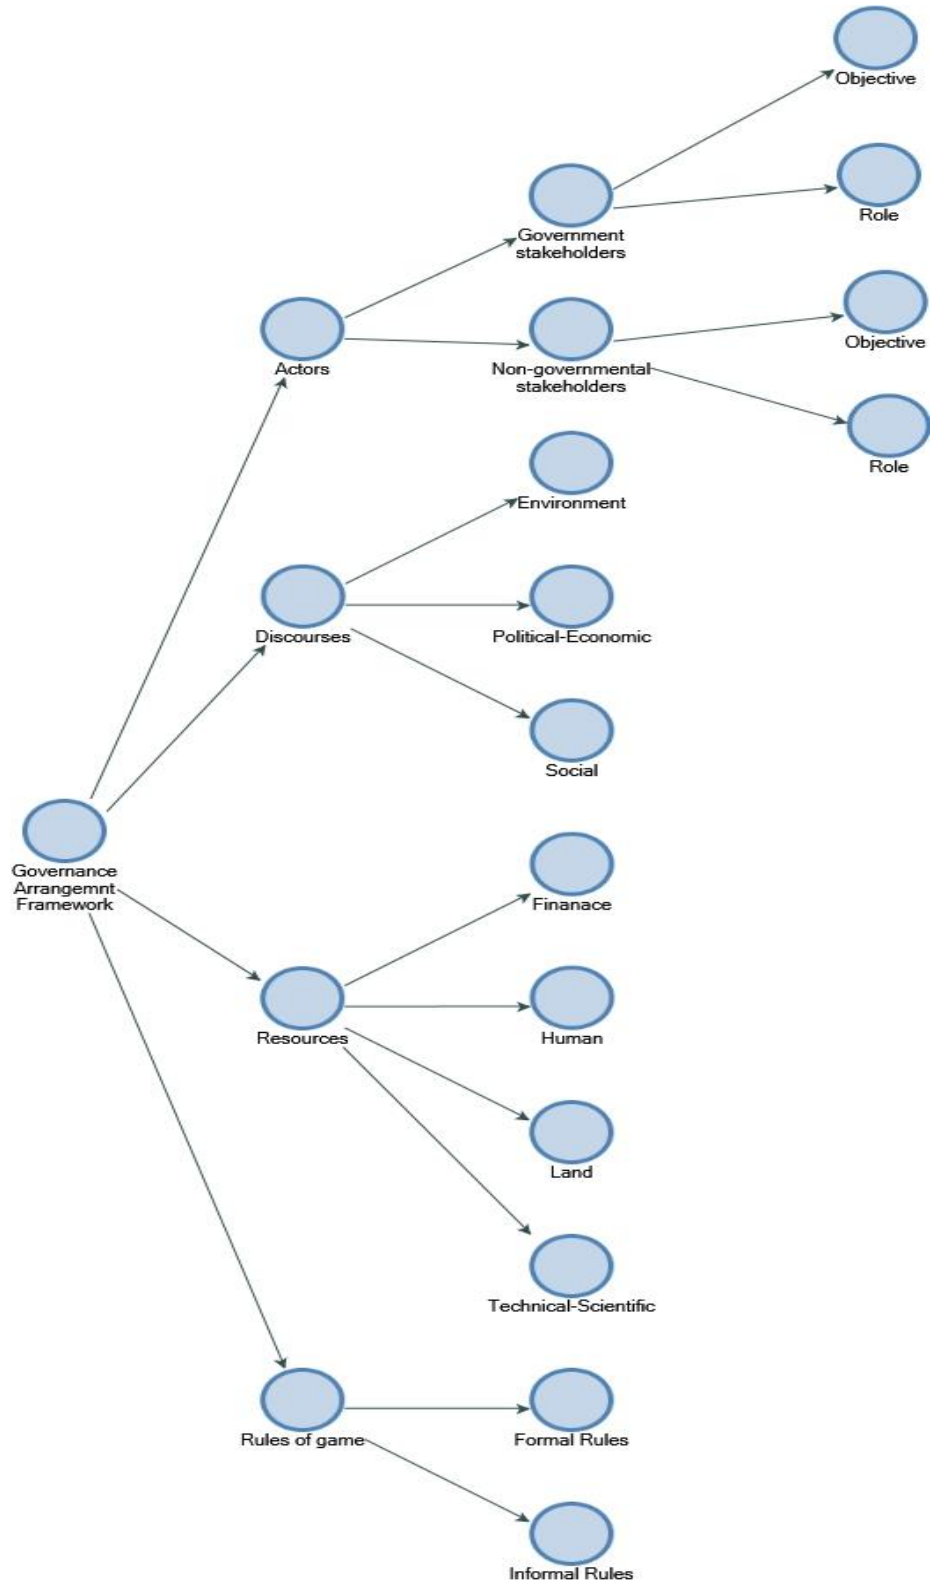 Objective
Role
Government
stakeholders
Objective
Actors
Non-governmental
stakeholders
Role
Environment
Discourses
Political-Economic
Social
Governance
Arrangemnt
Framework
Finanace
Resources
Human
Land
Technical-Scientific
Rules of game
Formal Rules
Informal Rules